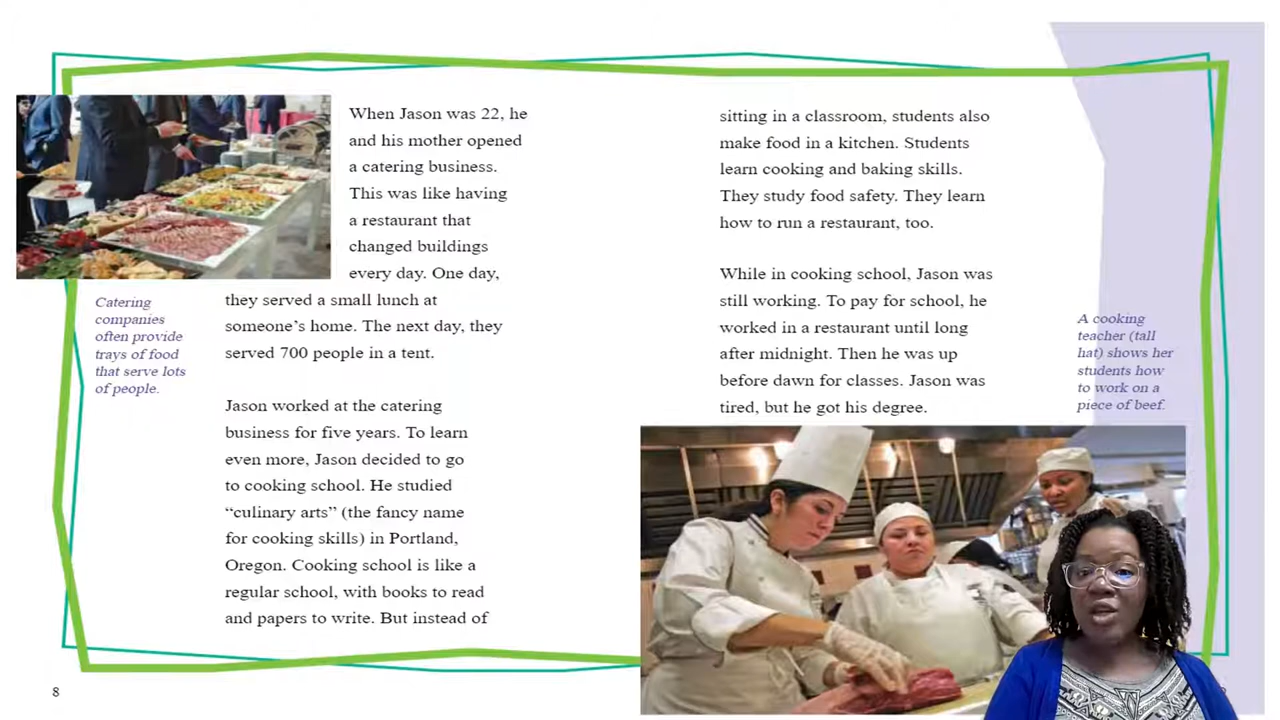 When Jason was 22, he
and his mother opened
a catering business.
This was like having
a restaurant that
changed buildings
every day. One day,
they served a small lunch at
someone’s home. The next day, they
served 700 people in a tent.
Catering
companies
often provide
trays of food
that serve lots
of people.
Jason worked at the catering
business for five years. To learn
even more, Jason decided to go
to cooking school. He studied
“culinary arts” (the fancy name
for cooking skills) in Portland,
Oregon. Cooking school is like a
regular school, with books to read
and papers to write. But instead of
8
sitting in a classroom, students also
make food in a kitchen. Students
learn cooking and baking skills.
They study food safety. They learn
how to run a restaurant, too.
While in cooking school, Jason was
still working. To pay for school, he
worked in a restaurant until long
after midnight. Then he was up
before dawn for classes. Jason was
tired, but he got his degree.
A cooking
teacher (tall
hat) shows her
students how
to work on a
piece of beef.